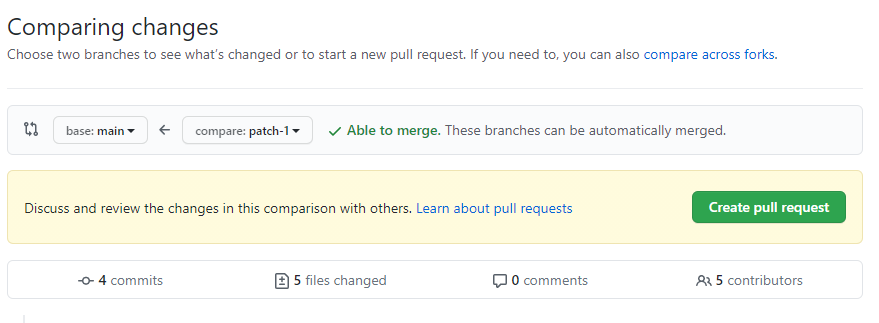 Comparing changes
Choose two branches to see what’s changed or to start a new pull request. If you need to, you can also compare across forks.
base: main compare: patch-1 Able to merge. These branches can be automatically merged.
Discuss and review the changes in this comparison with others. Learn about pull requests Create pull request
4 commits 5 files changed 0 comments 5 contributors